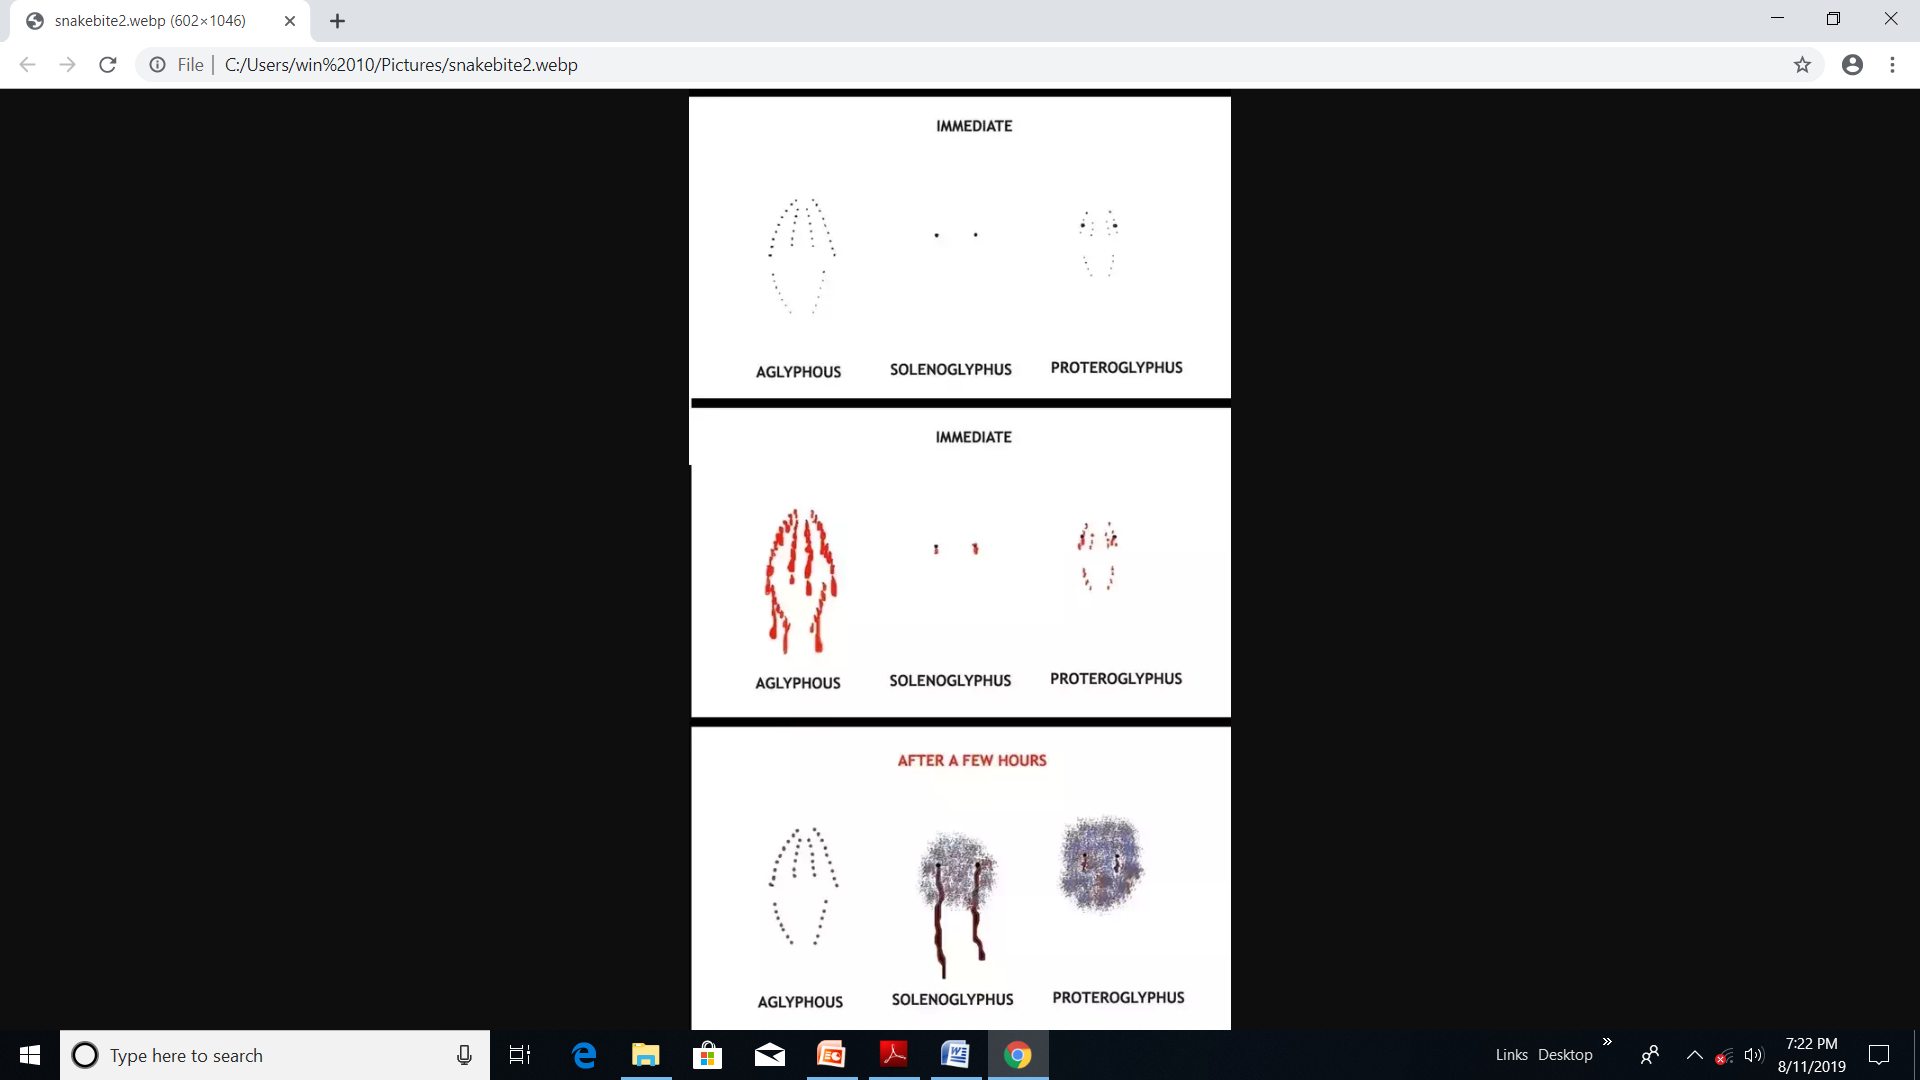 snakebite2.webp (602×1046)
File
C:/Users/win%2010/Pictures/snakebite2.webp
IMMEDIATE
AGLYPHOUS SOLENOGLYPHUS PROTEROGLYPHUS
IMMEDIATE
AGLYPHOUS SOLENOGLYPHUS PROTEROGLYPHUS
AFTER A FEW HOURS
AGLYPHOUS SOLENOGLYPHUS PROTEROGLYPHUS
Type here to search
Links Desktop
7:22 PM
8/11/2019